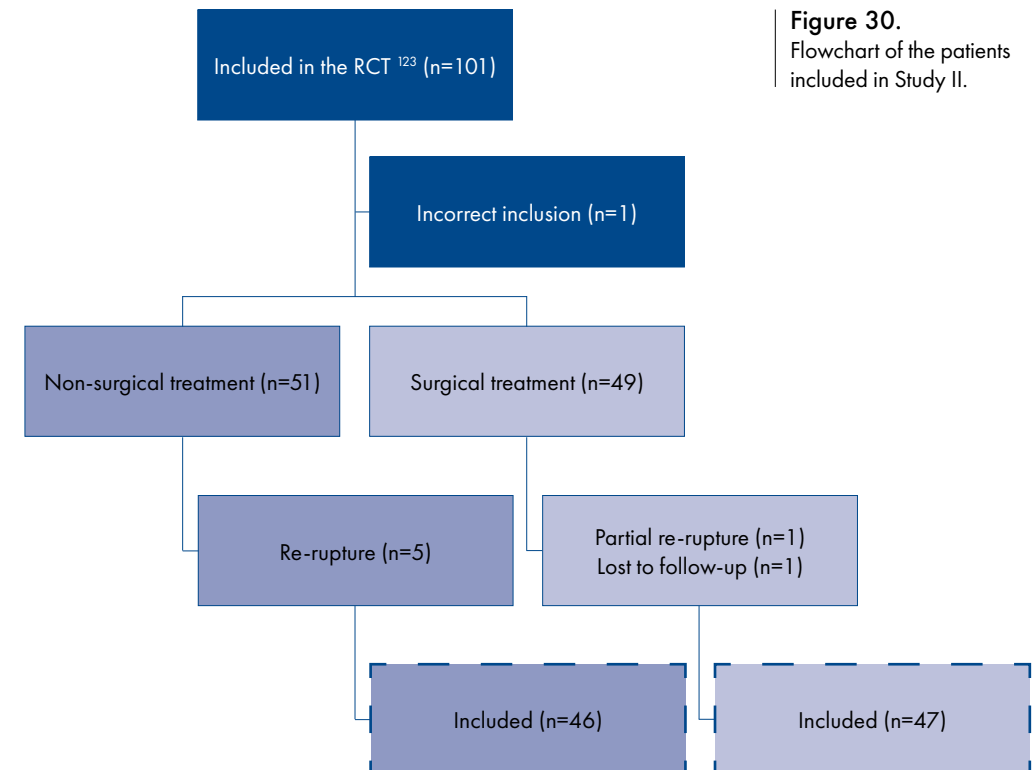 Figure 30.
Flowchart of the patients
included in Study II.
Included in the RCT 123 (n=101)
Incorrect inclusion (n=1)
Non-surgical treatment (n=51)
Surgical treatment (n=49)
Re-rupture (n=5)
Partial re-rupture (n=1)
Lost to follow-up (n=1)
Included (n=46)
Included (n=47)